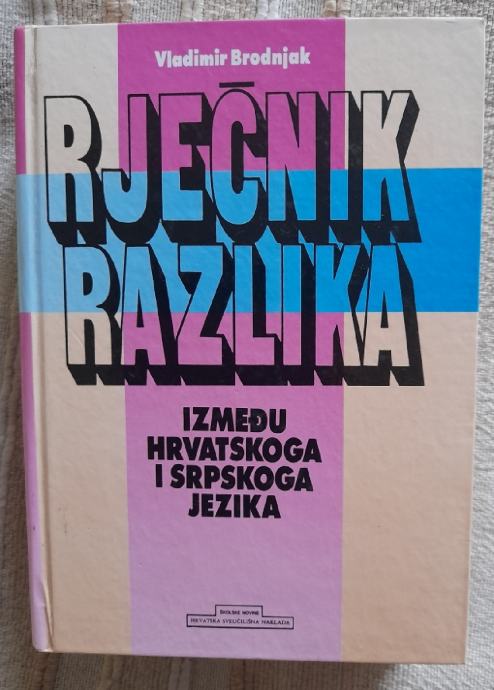 Vladimir Brodnjak
RJEČNIK
RAZLIKA
IZMEĐU
HRVATSKOGA
I SRPSKOGA
JEZIKA
ŠKOLSKE NOVINE
HRVATSKA SVEUČILIŠNA NAKLADA